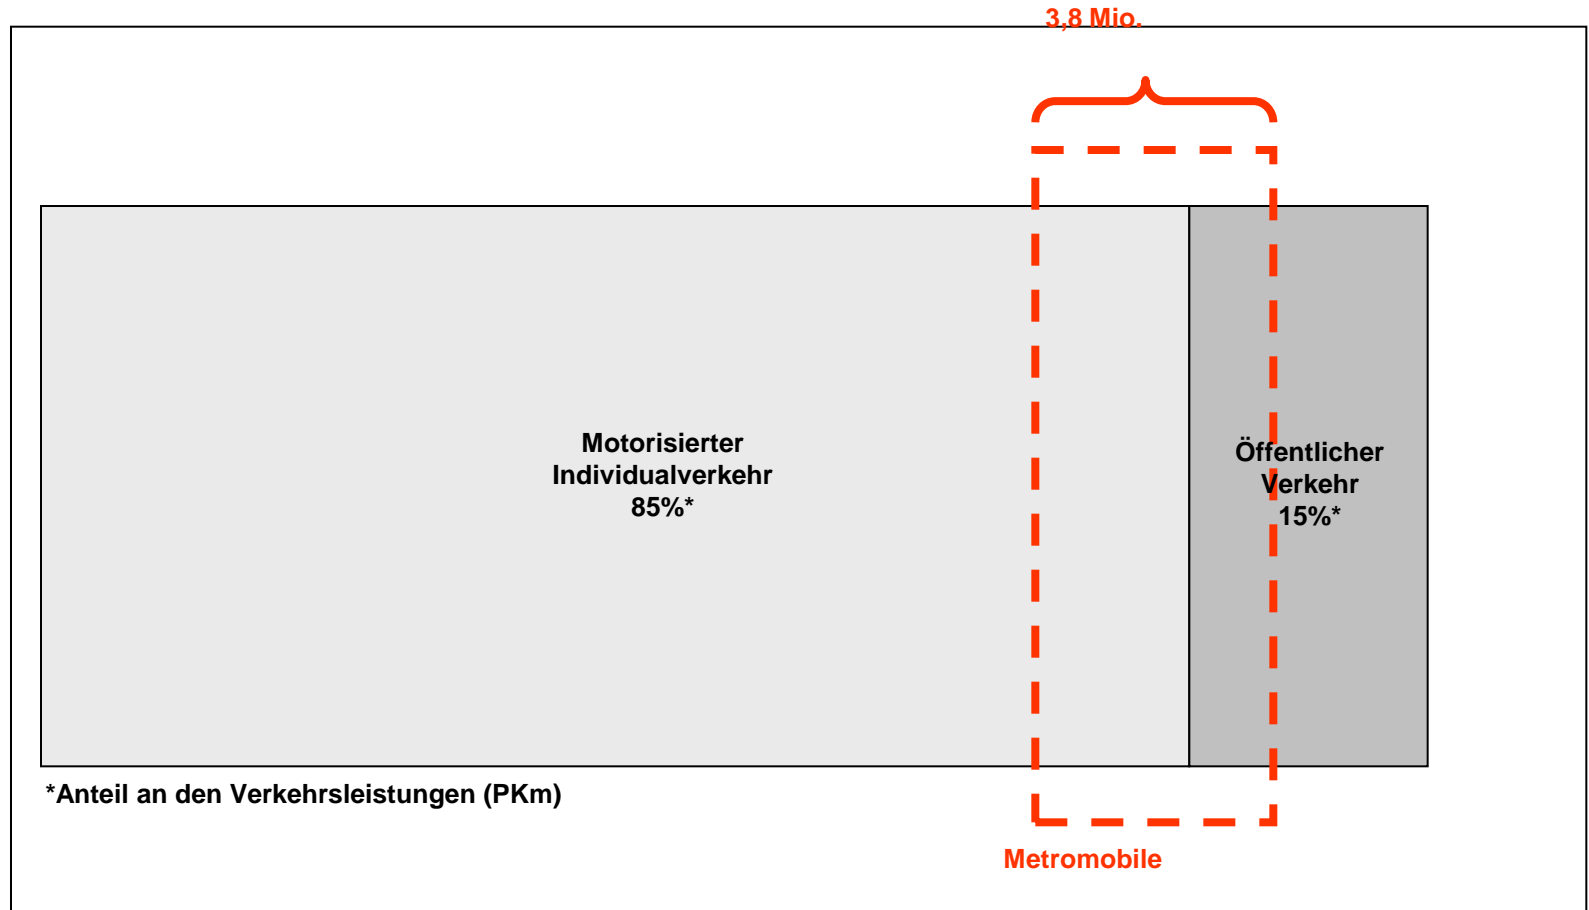 3,8 Mio.
Motorisierter
Individualverkehr
85%*
Öffentlicher
Verkehr
15%*
*Anteil an den Verkehrsleistungen (PKm)
Metromobile